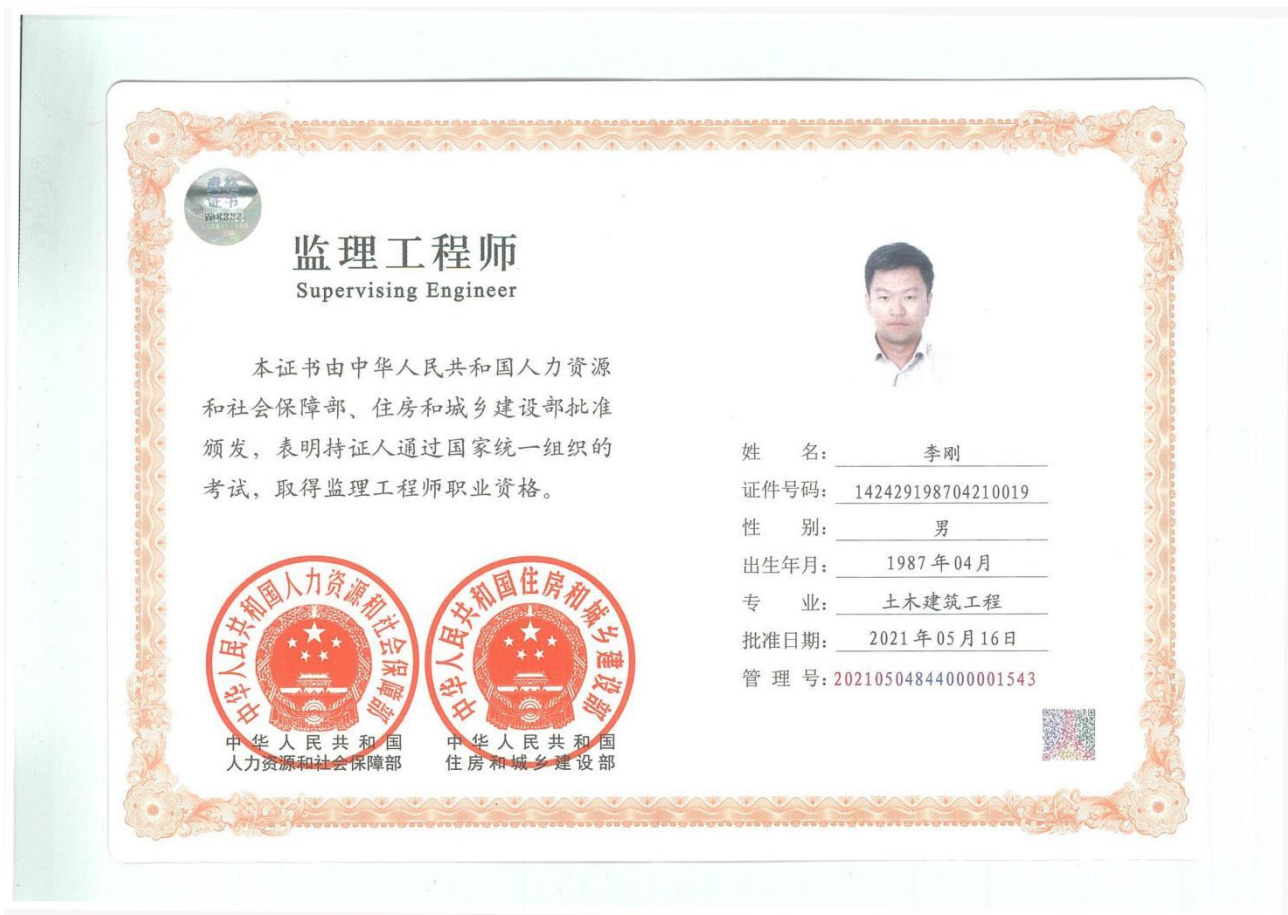 资格
证书
监理工程师
Supervising Engineer
本证书由中华人民共和国人力资源
和社会保障部、住房和城乡建设部批准
颁发，表明持证人通过国家统一组织的
考试，取得监理工程师职业资格。
中华人民共和国人力资源和社会保障部
中华人民共和国
人力资源和社会保障部
中华人民共和国住房和城乡建设部
中华人民共和国
住房和城乡建设部
姓 名：李刚
证件号码：142429198704210019
性 别：男
出生年月：1987年04月
专 业：土木建筑工程
批准日期：2021年05月16日
管 理 号：20210504844000001543